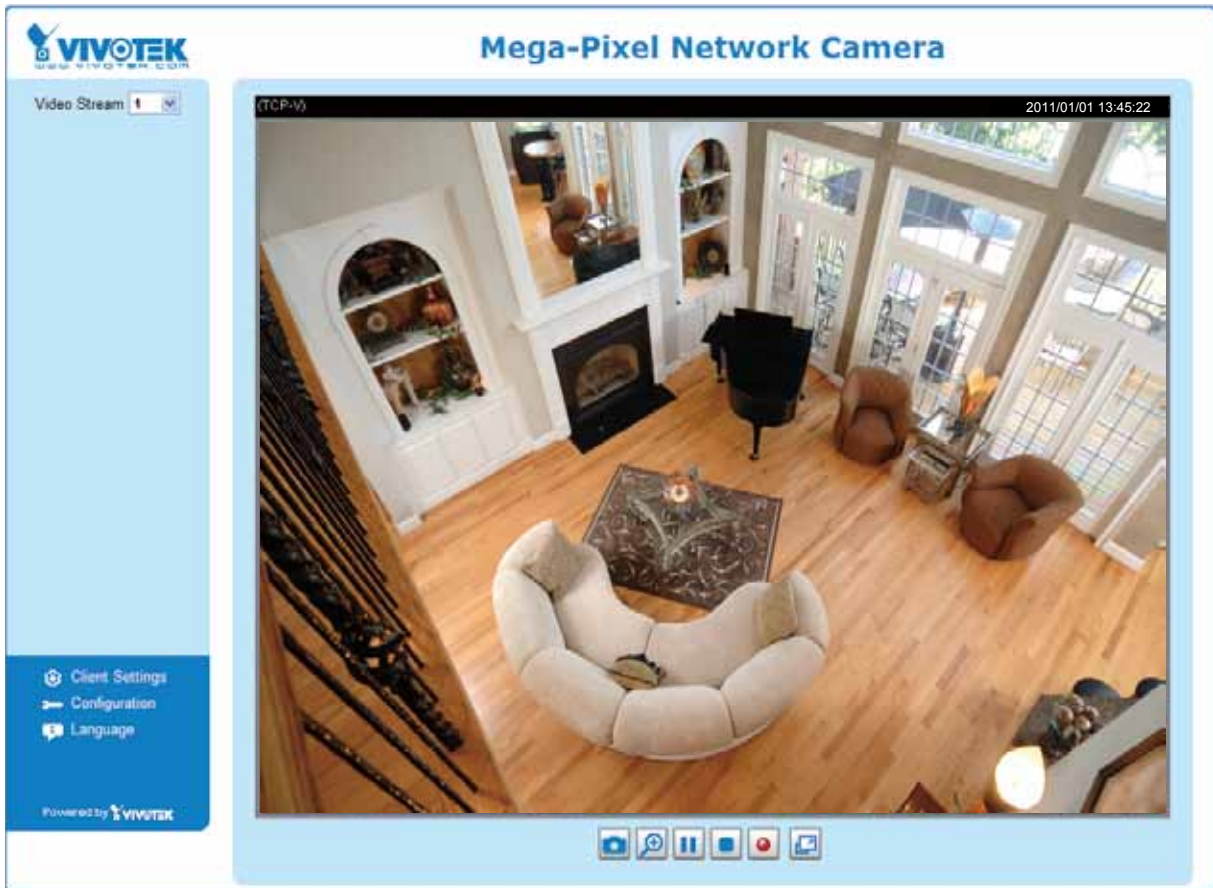 VIVOTEK
www.vivotek.com
Mega-Pixel Network Camera
Video Stream 1
(TCP-V) 2011/01/01 13:45:22
Client Settings
Configuration
Language
Powered by VIVOTEK